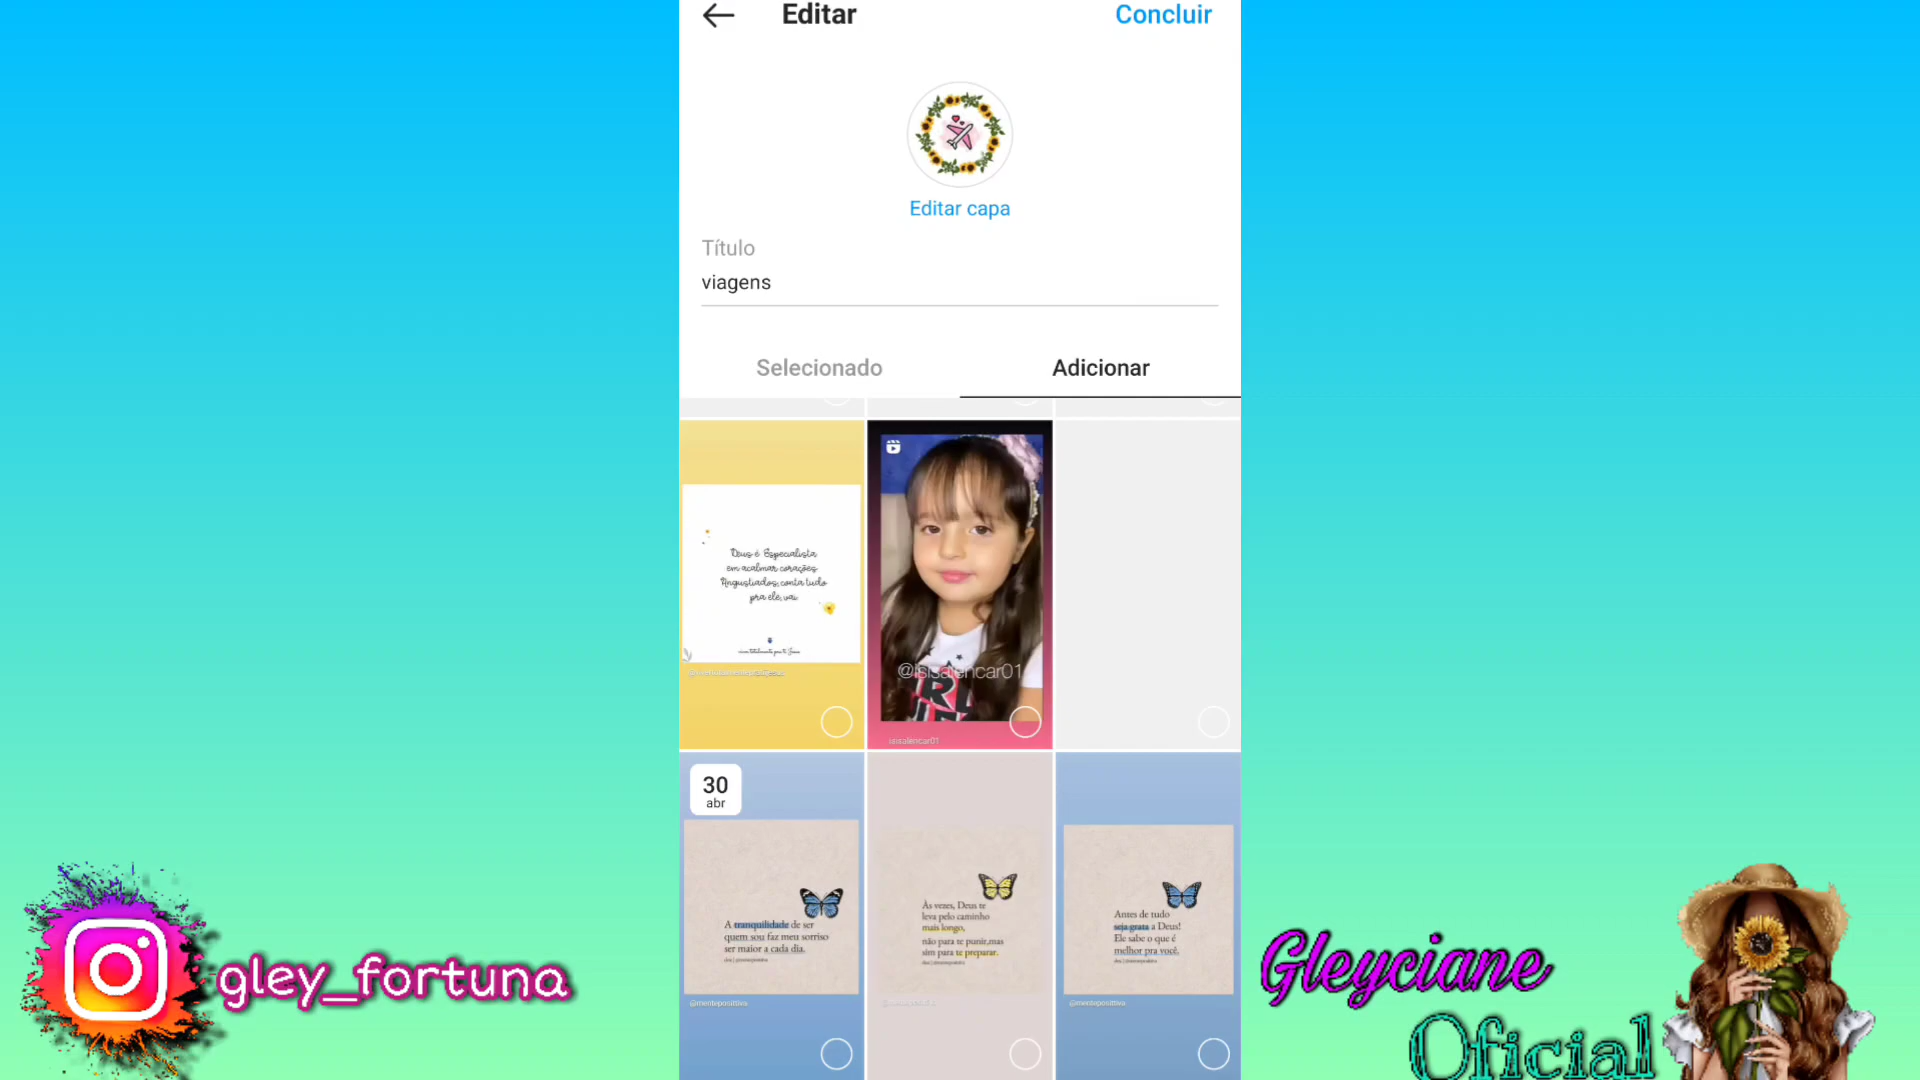 Editar
Concluir
Editar capa
Título
viagens
Selecionado
Adicionar
Deus é Especialista
em acalmar corações
Angustiados, conta tudo
pra ele, vai
@isisalencar01
isisalencar01
30
abr
A tranquilidade de ser
quem sou faz meu sorriso
ser maior a cada dia.
@mentepositiva
Às vezes, Deus te
leva pelo caminho
mais longo,
não para te punir,mas
sim para te preparar.
Antes de tudo
seja grata a Deus!
Ele sabe o que é
melhor pra você.
@mentepositiva
gley_fortuna
Gleyciane
Oficial